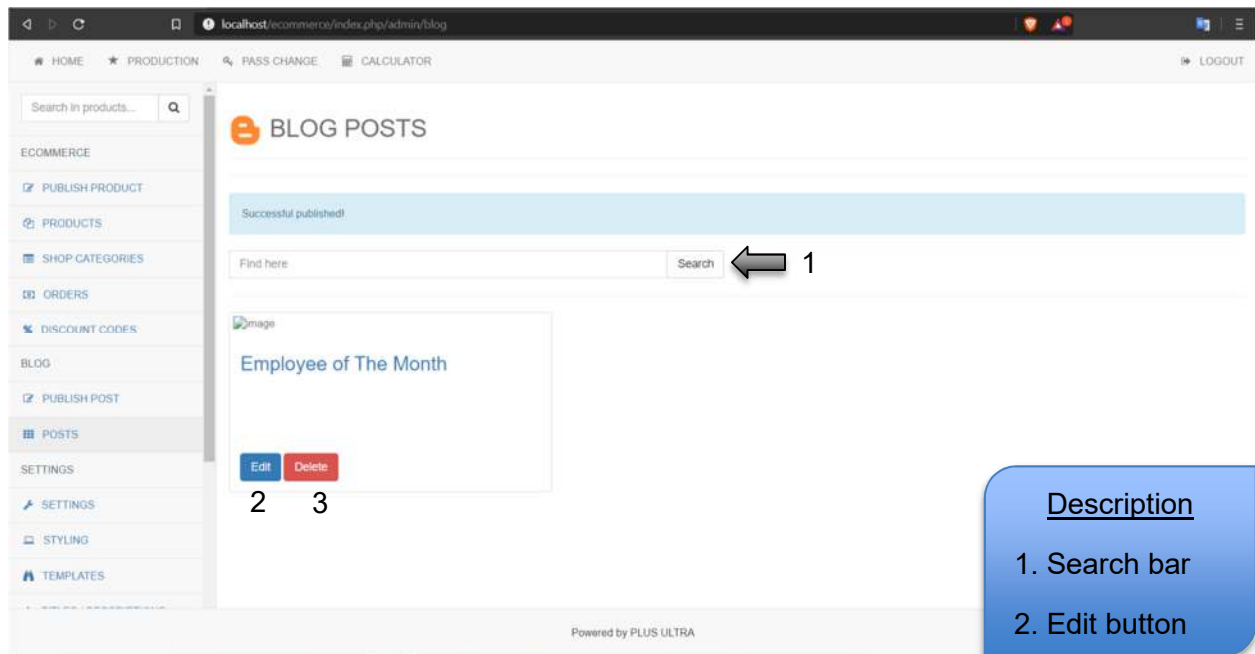 localhost/ecommerce/index.php/admin/blog
HOME PRODUCTION PASS CHANGE CALCULATOR LOGOUT
Search in products...
ECOMMERCE
PUBLISH PRODUCT
PRODUCTS
SHOP CATEGORIES
ORDERS
DISCOUNT CODES
BLOG
PUBLISH POST
POSTS
SETTINGS
SETTINGS
STYLING
TEMPLATES
BLOG POSTS
Successful published!
Find here Search
1
image
Employee of The Month
Edit Delete
2 3
Powered by PLUS ULTRA
Description
1. Search bar
2. Edit button